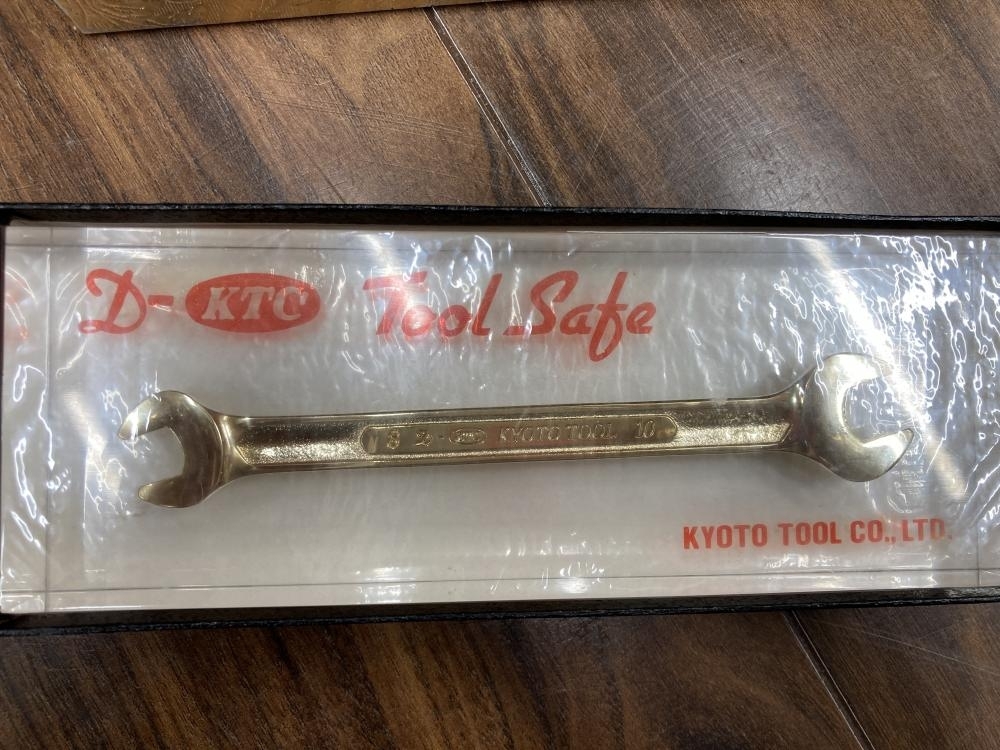 D-KTC Tool Safe
8 D-KTC KYOTO TOOL 10
KYOTO TOOL CO., LTD.